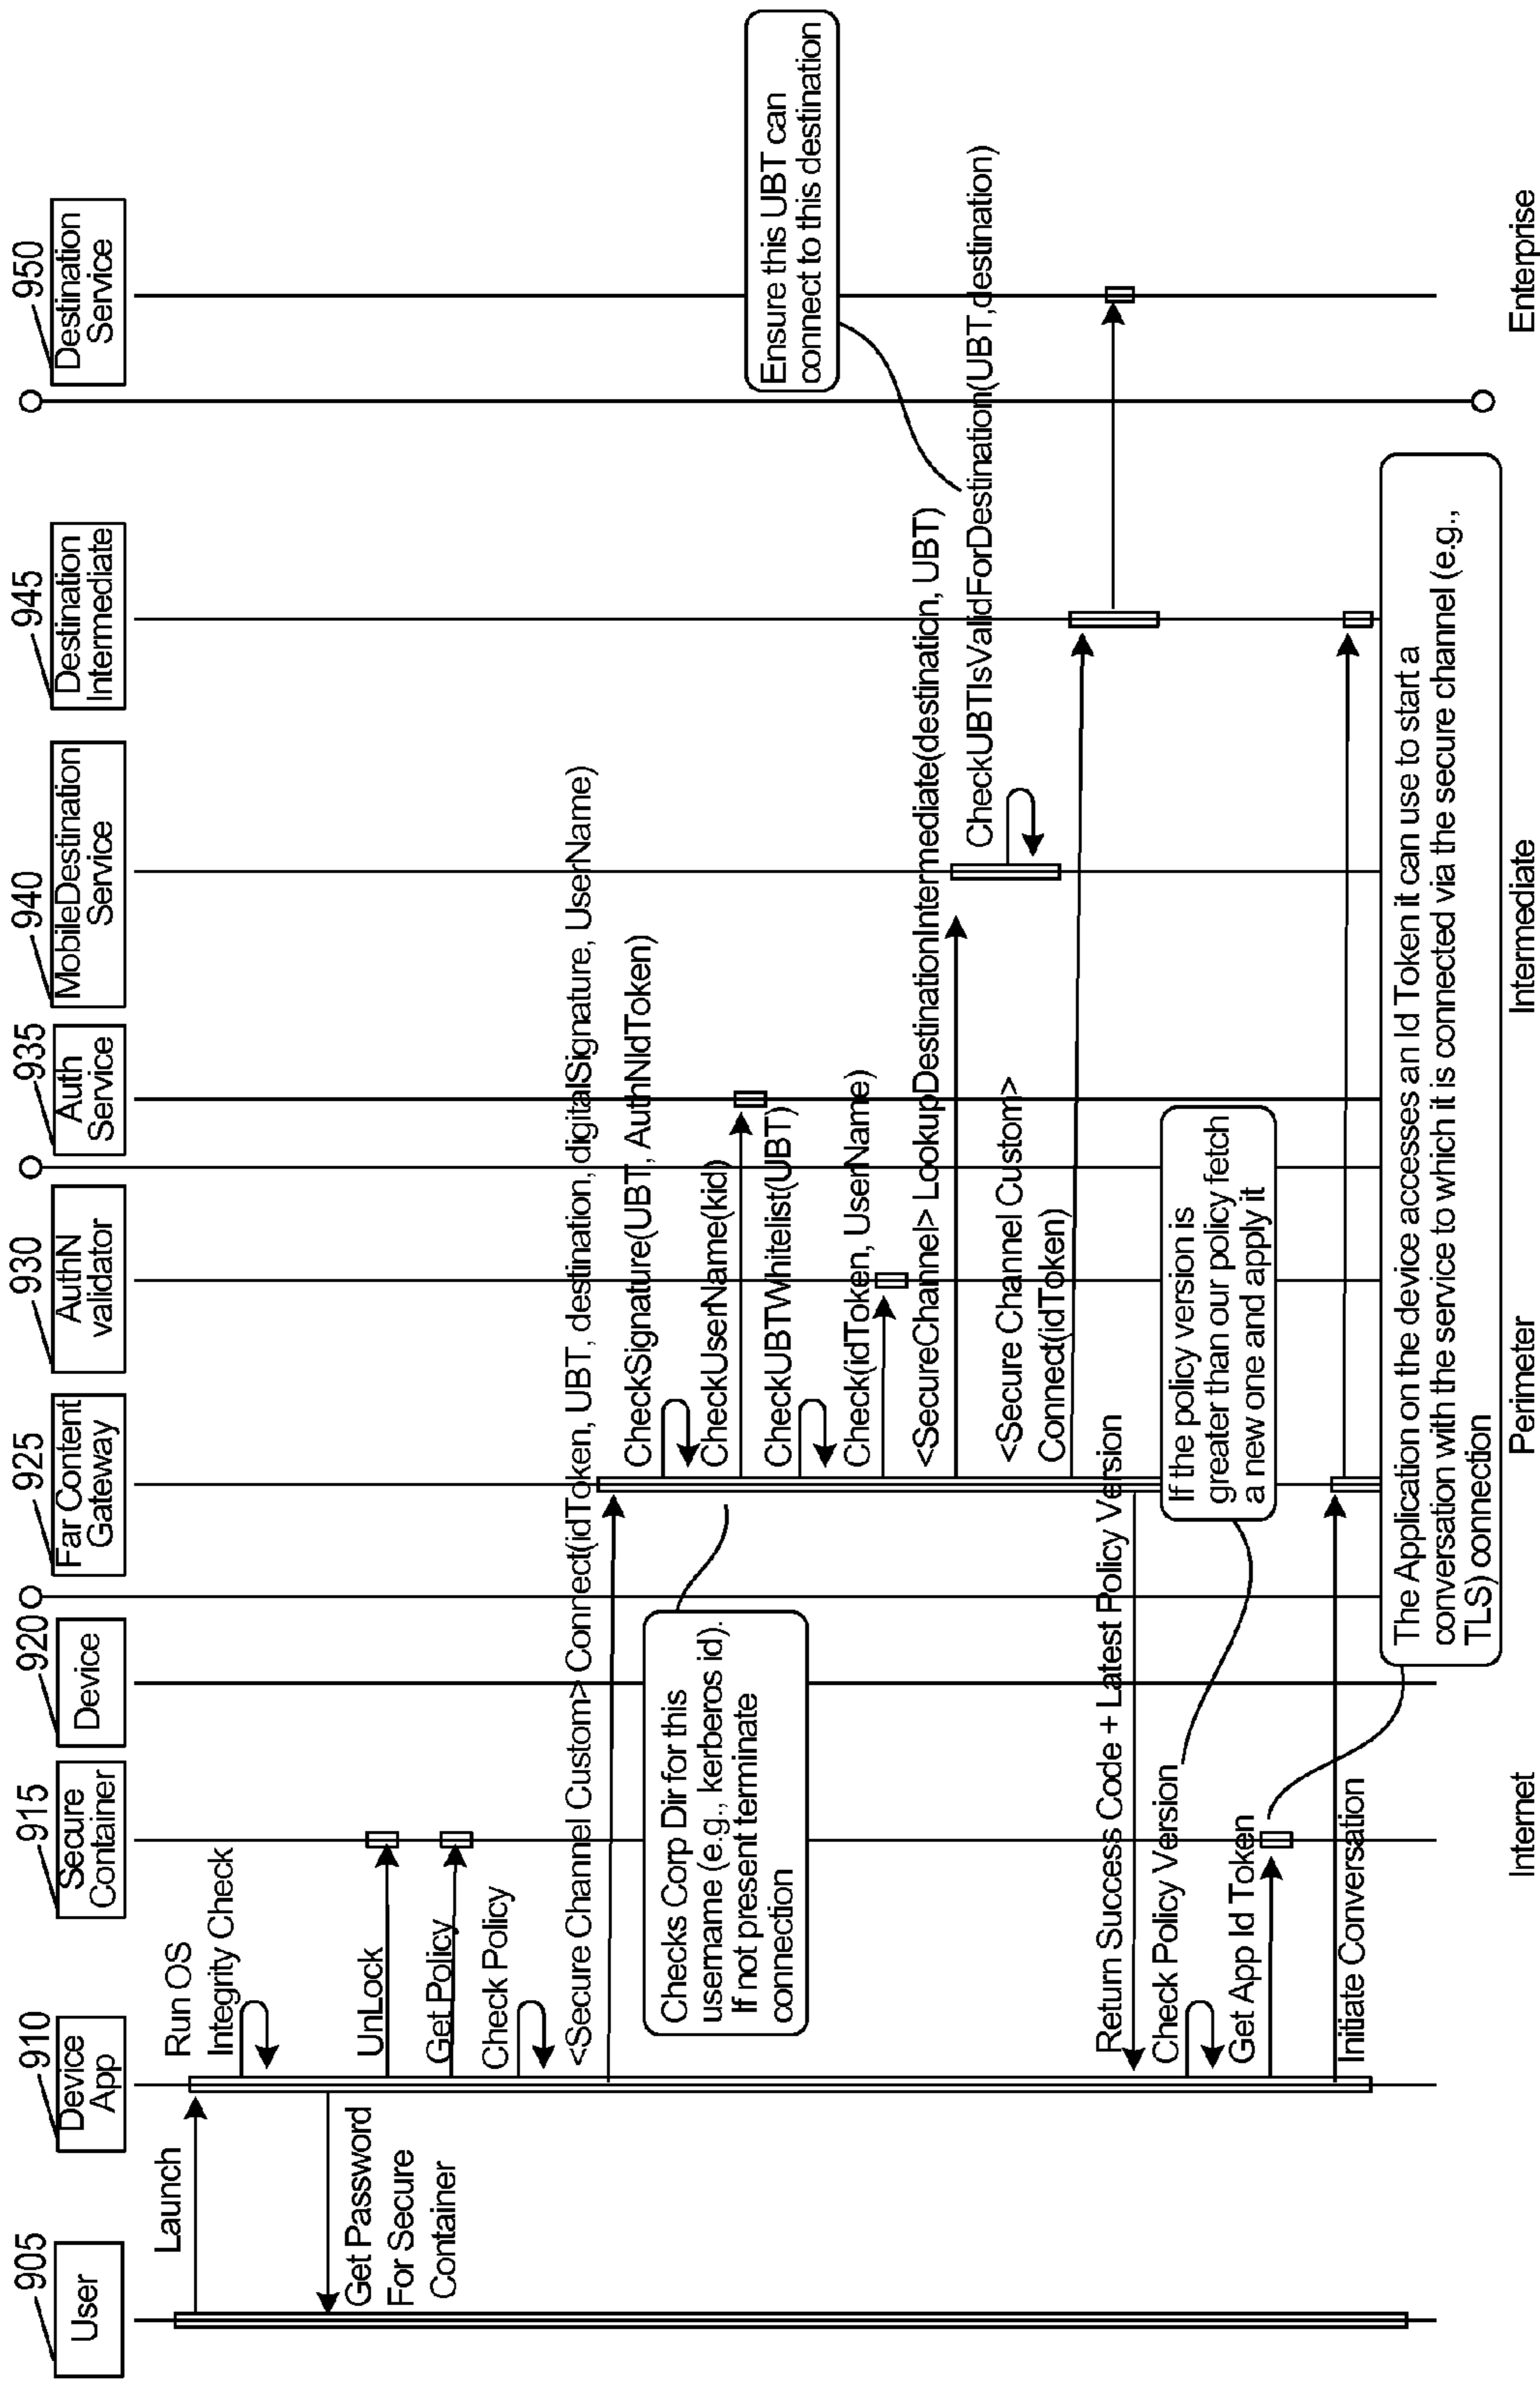 905
User
910
Device
App
915
Secure
Container
920
Device
925
Far Content
Gateway
930
AuthN
validator
935
Auth
Service
940
MobileDestination
Service
945
Destination
Intermediate
950
Destination
Service
Launch
Run OS
Integrity Check
Get Password
For Secure
Container
UnLock
Get Policy
Check Policy
<Secure Channel Custom> Connect(idToken, UBT, destination, digitalSignature, UserName)
CheckSignature(UBT, AuthNIdToken)
Checks Corp Dir for this
username (e.g., kerberos id).
If not present terminate
connection
CheckUserName(kid)
CheckUBTWhitelist(UBT)
Check(idToken, UserName)
<SecureChannel> LookupDestinationIntermediate(destination, UBT)
Ensure this UBT can
connect to this destination
CheckUBTIsValidForDestination(UBT,destination)
<Secure Channel Custom>
Connect(idToken)
Return Success Code + Latest Policy Version
Check Policy Version
If the policy version is
greater than our policy fetch
a new one and apply it
Get App Id Token
Initiate Conversation
The Application on the device accesses an Id Token it can use to start a
conversation with the service to which it is connected via the secure channel (e.g.,
TLS) connection
Internet
Perimeter
Intermediate
Enterprise